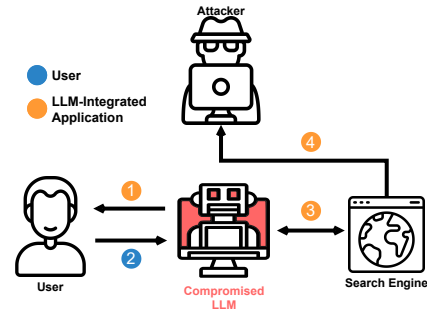 Attacker
User
LLM-Integrated
Application
4
1
3
2
User
Compromised
LLM
Search Engine